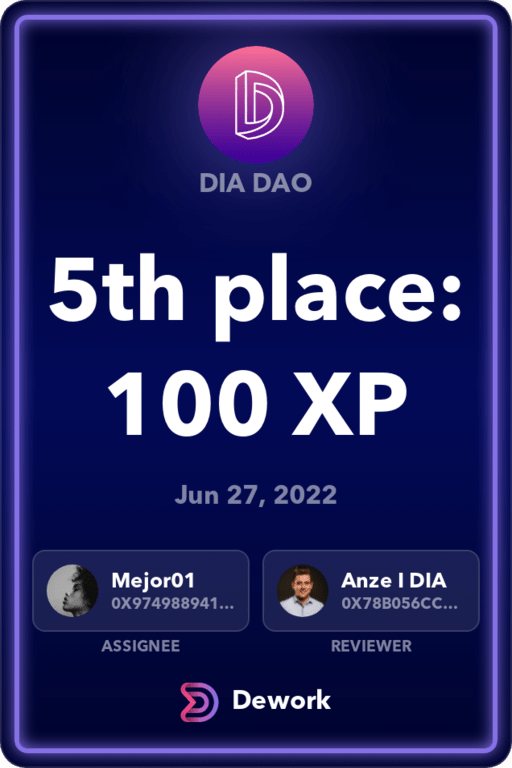 DIA DAO
5th place:
100 XP
Jun 27, 2022
Mejor01
0X974988941...
ASSIGNEE
Anze I DIA
0X78B056CC...
REVIEWER
Dework